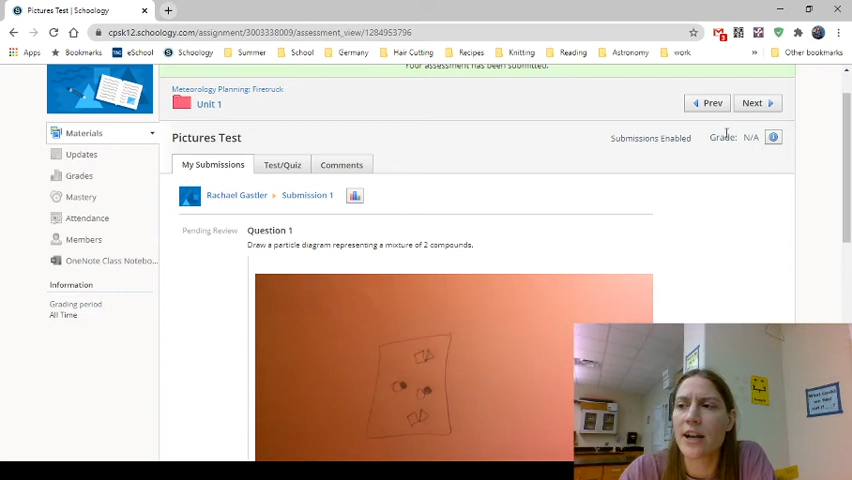 Pictures Test
cpsk12.schoology.com/assignment/3003338009/assessment_view/1284953796
Apps
Bookmarks
eSchool
Schoology
Summer
School
Germany
Hair Cutting
Recipes
Knitting
Reading
Astronomy
work
Other bookmarks
Your assessment has been submitted.
Meteorology Planning: Firetruck
Unit 1
Prev
Next
Materials
Updates
Grades
Mastery
Attendance
Members
OneNote Class Notebo...
Information
Grading period
All Time
Pictures Test
Submissions Enabled
Grade: N/A
My Submissions
Test/Quiz
Comments
Rachael Gastler
Submission 1
Pending Review
Question 1
Draw a particle diagram representing a mixture of 2 compounds.
What could